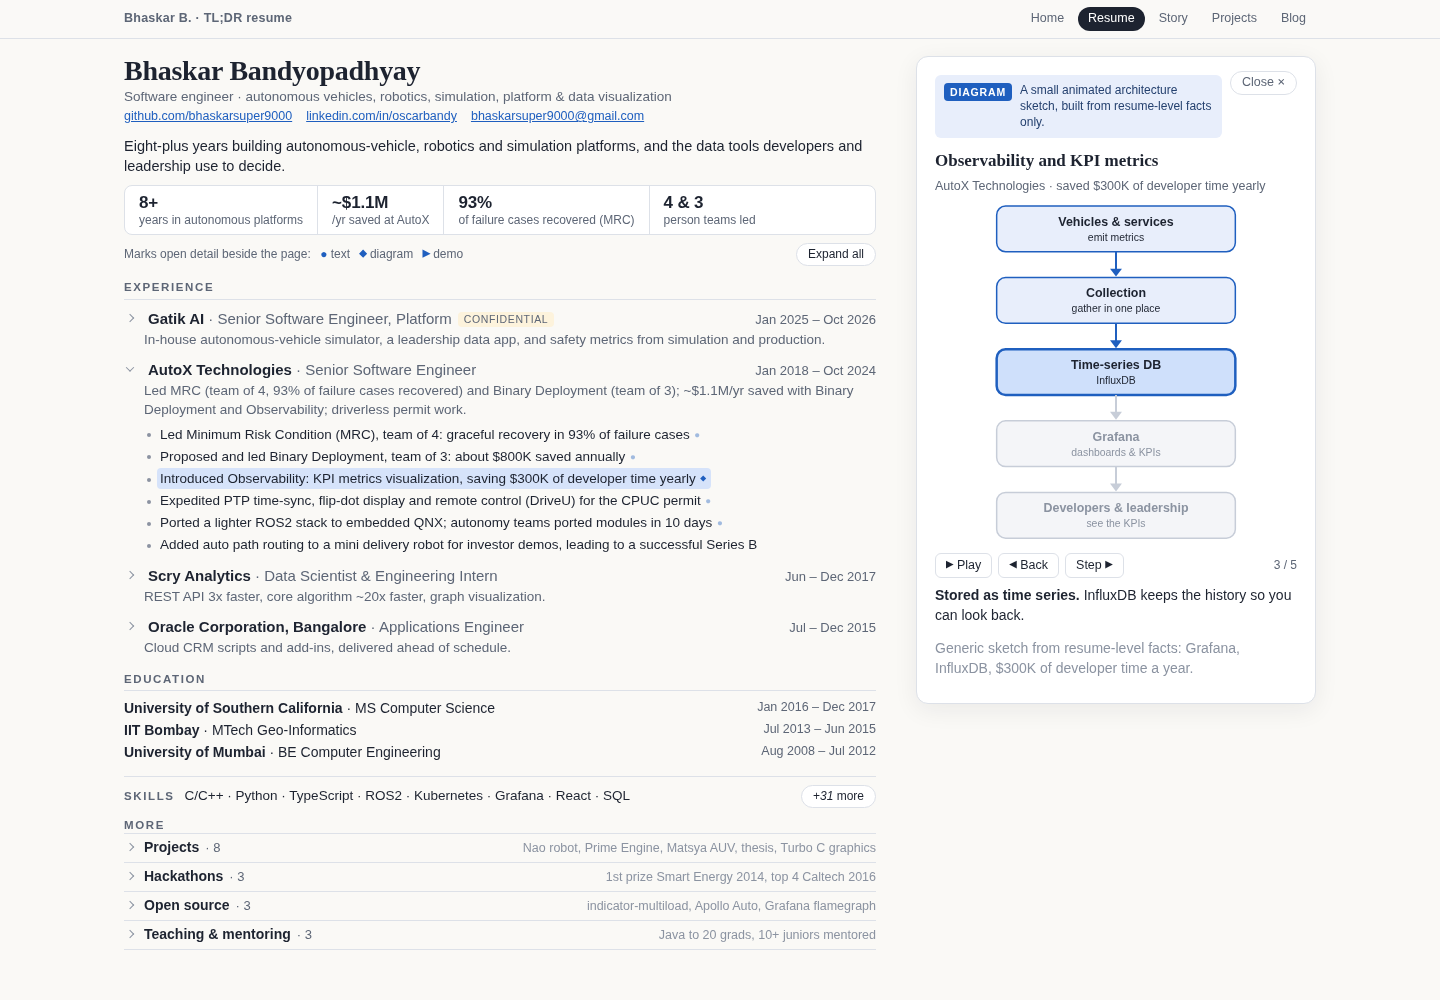 Bhaskar B. · TL;DR resume
Home Resume Story Projects Blog
Bhaskar Bandyopadhyay
Software engineer · autonomous vehicles, robotics, simulation, platform & data visualization
github.com/bhaskarsuper9000 linkedin.com/in/oscarbandy bhaskarsuper9000@gmail.com
Eight-plus years building autonomous-vehicle, robotics and simulation platforms, and the data tools developers and
leadership use to decide.
8+ ~$1.1M 93% 4 & 3
years in autonomous platforms /yr saved at AutoX of failure cases recovered (MRC) person teams led
Marks open detail beside the page: ● text ◆ diagram ▶ demo Expand all
EXPERIENCE
Gatik AI · Senior Software Engineer, Platform CONFIDENTIAL Jan 2025 – Oct 2026
In-house autonomous-vehicle simulator, a leadership data app, and safety metrics from simulation and production.
AutoX Technologies · Senior Software Engineer Jan 2018 – Oct 2024
Led MRC (team of 4, 93% of failure cases recovered) and Binary Deployment (team of 3); ~$1.1M/yr saved with Binary
Deployment and Observability; driverless permit work.
• Led Minimum Risk Condition (MRC), team of 4: graceful recovery in 93% of failure cases ●
• Proposed and led Binary Deployment, team of 3: about $800K saved annually ●
• Introduced Observability: KPI metrics visualization, saving $300K of developer time yearly ◆
• Expedited PTP time-sync, flip-dot display and remote control (DriveU) for the CPUC permit ●
• Ported a lighter ROS2 stack to embedded QNX; autonomy teams ported modules in 10 days ●
• Added auto path routing to a mini delivery robot for investor demos, leading to a successful Series B
Scry Analytics · Data Scientist & Engineering Intern Jun – Dec 2017
REST API 3x faster, core algorithm ~20x faster, graph visualization.
Oracle Corporation, Bangalore · Applications Engineer Jul – Dec 2015
Cloud CRM scripts and add-ins, delivered ahead of schedule.
EDUCATION
University of Southern California · MS Computer Science Jan 2016 – Dec 2017
IIT Bombay · MTech Geo-Informatics Jul 2013 – Jun 2015
University of Mumbai · BE Computer Engineering Aug 2008 – Jul 2012
SKILLS C/C++ · Python · TypeScript · ROS2 · Kubernetes · Grafana · React · SQL +31 more
MORE
Projects · 8 Nao robot, Prime Engine, Matsya AUV, thesis, Turbo C graphics
Hackathons · 3 1st prize Smart Energy 2014, top 4 Caltech 2016
Open source · 3 indicator-multiload, Apollo Auto, Grafana flamegraph
Teaching & mentoring · 3 Java to 20 grads, 10+ juniors mentored
Close ×
DIAGRAM A small animated architecture
sketch, built from resume-level facts
only.
Observability and KPI metrics
AutoX Technologies · saved $300K of developer time yearly
Vehicles & services
emit metrics
Collection
gather in one place
Time-series DB
InfluxDB
Grafana
dashboards & KPIs
Developers & leadership
see the KPIs
▶ Play ◀ Back Step ▶ 3 / 5
Stored as time series. InfluxDB keeps the history so you
can look back.
Generic sketch from resume-level facts: Grafana,
InfluxDB, $300K of developer time a year.